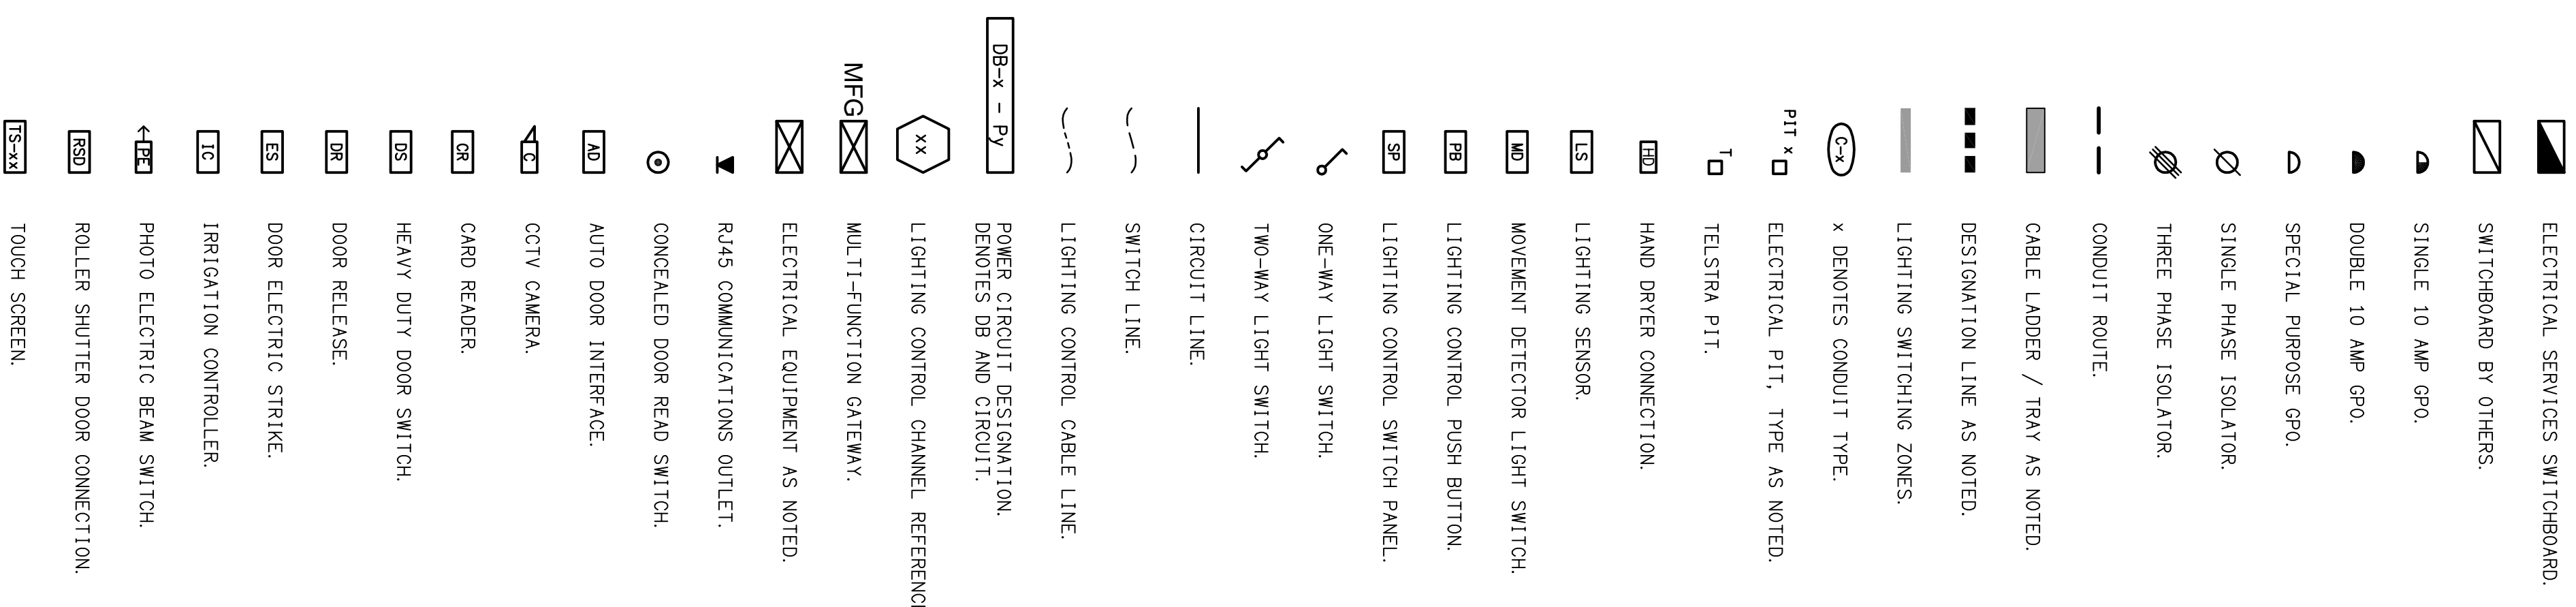 ELECTRICAL SERVICES SWITCHBOARD.
SWITCHBOARD BY OTHERS.
SINGLE 10 AMP GPO.
DOUBLE 10 AMP GPO.
SPECIAL PURPOSE GPO.
SINGLE PHASE ISOLATOR.
THREE PHASE ISOLATOR.
CONDUIT ROUTE.
CABLE LADDER / TRAY AS NOTED.
DESIGNATION LINE AS NOTED.
LIGHTING SWITCHING ZONES.
C-x x DENOTES CONDUIT TYPE.
PIT x ELECTRICAL PIT, TYPE AS NOTED.
T TELSTRA PIT.
HD HAND DRYER CONNECTION.
LS LIGHTING SENSOR.
MD MOVEMENT DETECTOR LIGHT SWITCH.
PB LIGHTING CONTROL PUSH BUTTON.
SP LIGHTING CONTROL SWITCH PANEL.
ONE-WAY LIGHT SWITCH.
TWO-WAY LIGHT SWITCH.
CIRCUIT LINE.
SWITCH LINE.
LIGHTING CONTROL CABLE LINE.
DB-x - Py POWER CIRCUIT DESIGNATION.
DENOTES DB AND CIRCUIT.
xx LIGHTING CONTROL CHANNEL REFERENCE
MFG MULTI-FUNCTION GATEWAY.
ELECTRICAL EQUIPMENT AS NOTED.
RJ45 COMMUNICATIONS OUTLET.
CONCEALED DOOR READ SWITCH.
AD AUTO DOOR INTERFACE.
C CCTV CAMERA.
CR CARD READER.
DS HEAVY DUTY DOOR SWITCH.
DR DOOR RELEASE.
ES DOOR ELECTRIC STRIKE.
IC IRRIGATION CONTROLLER.
PE PHOTO ELECTRIC BEAM SWITCH.
RSD ROLLER SHUTTER DOOR CONNECTION.
TS-xx TOUCH SCREEN.